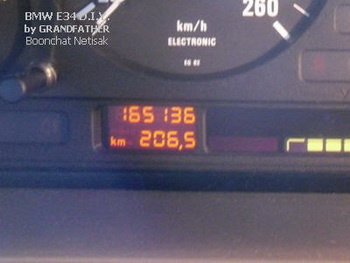 BMW E34 D.I.Y.
by GRANDFATHER
Boonchat Netisak
260
km/h
ELECTRONIC
165136
km 206,5